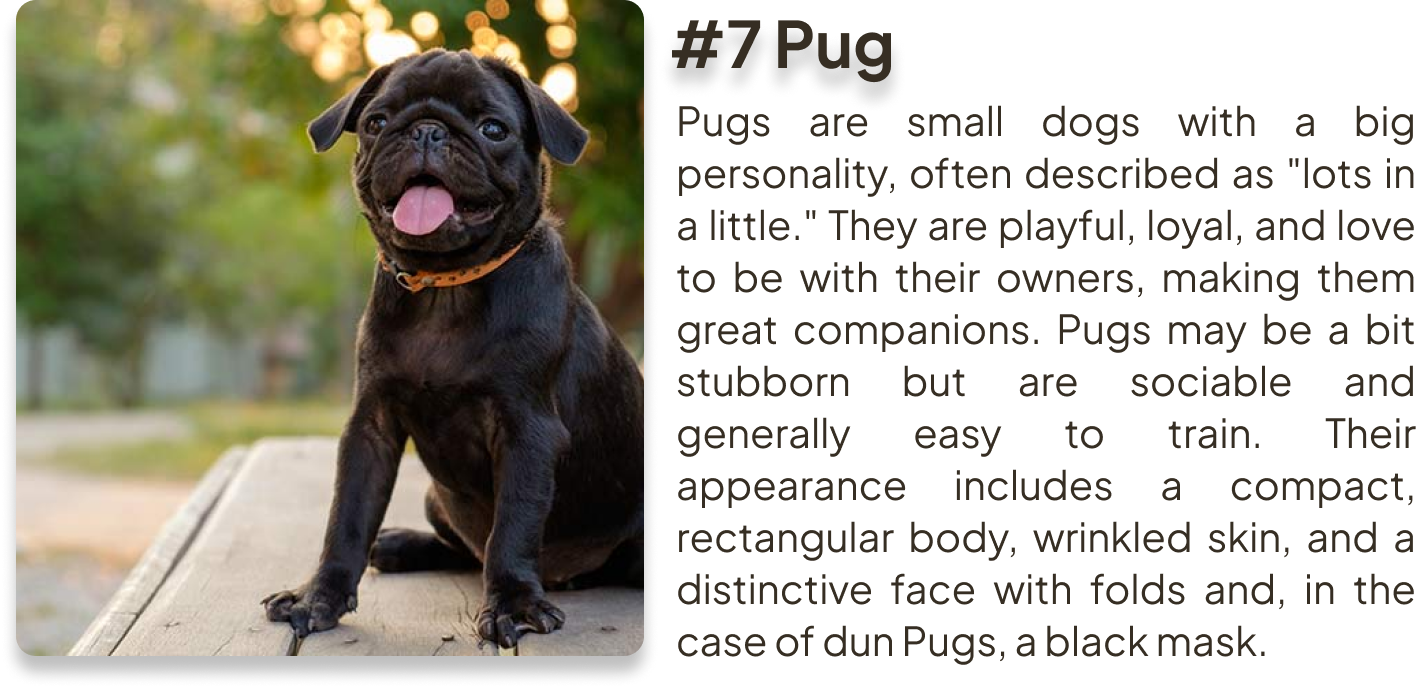 #7 Pug
Pugs are small dogs with a big
personality, often described as "lots in
a little." They are playful, loyal, and love
to be with their owners, making them
great companions. Pugs may be a bit
stubborn but are sociable and
generally easy to train. Their
appearance includes a compact,
rectangular body, wrinkled skin, and a
distinctive face with folds and, in the
case of dun Pugs, a black mask.